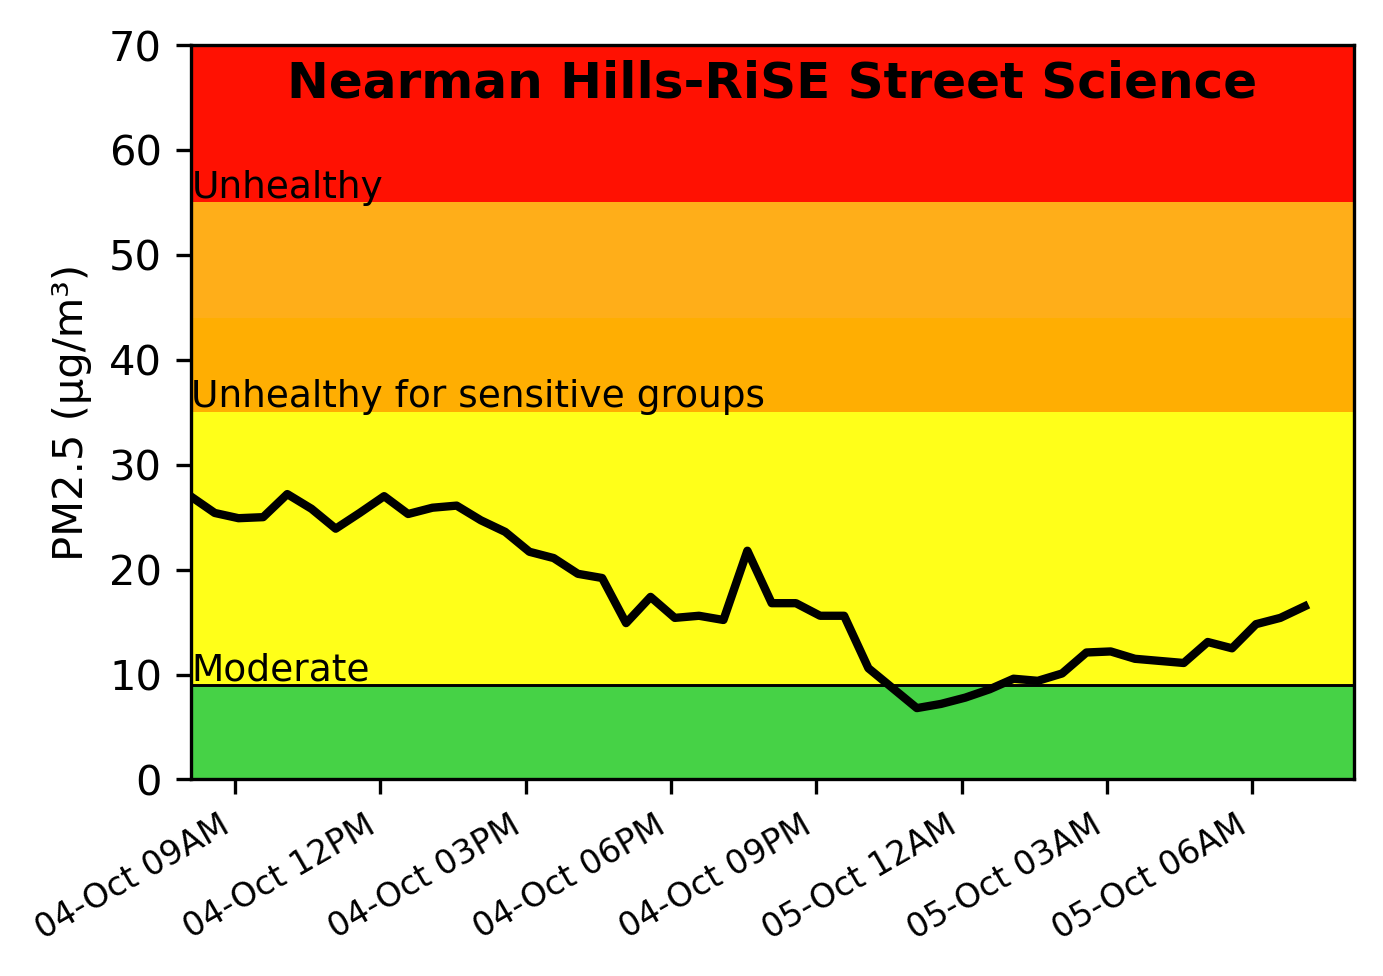 Nearman Hills-RiSE Street Science
70
60
50
40
30
20
10
0
PM2.5 (µg/m³)
Unhealthy
Unhealthy for sensitive groups
Moderate
04-Oct 09AM
04-Oct 12PM
04-Oct 03PM
04-Oct 06PM
04-Oct 09PM
05-Oct 12AM
05-Oct 03AM
05-Oct 06AM